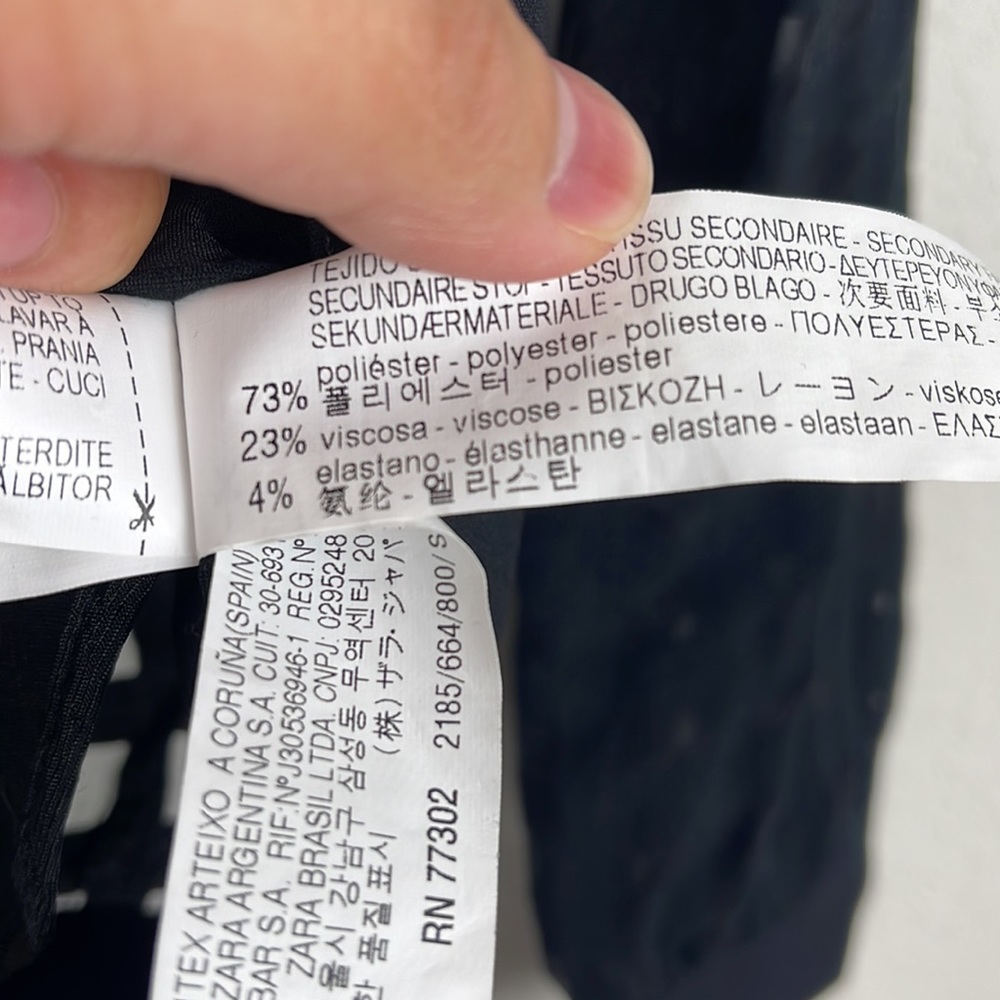 UP TO
LAVAR A
PRANIA
TE - CUCI
TERDITE
ALBITOR
TEJIDO
ISSU SECONDAIRE - SECONDARY
SECUNDAIRE STOF - TESSUTO SECONDARIO - ΔΕΥΤΕΡΕΥΟΝ
SEKUNDÆRMATERIALE - DRUGO BLAGO - 次要面料 - 부
73% poliéster - polyester - poliestere - ΠΟΛΥΕΣΤΕΡΑΣ -
폴리에스터 - poliester
23% viscosa - viscose - ΒΙΣΚΟΖΗ - レーヨン - viskose
4% elastano - élasthanne - elastane - elastaan - ΕΛΑΣ
氨纶 - 엘라스탄
ITEX ARTEIXO A CORUÑA (SPAIN)
ZARA ARGENTINA S.A. CUIT: 30-693
BAR S.A. RIF: Nº J30536946-1 REG.Nº
ZARA BRASIL LTDA. CNPJ: 0295248
울시 강남구 삼성동 무역센터 20
한 품질표시 (株) ザラ・ジャパ
RN 77302 2185/664/800/ S